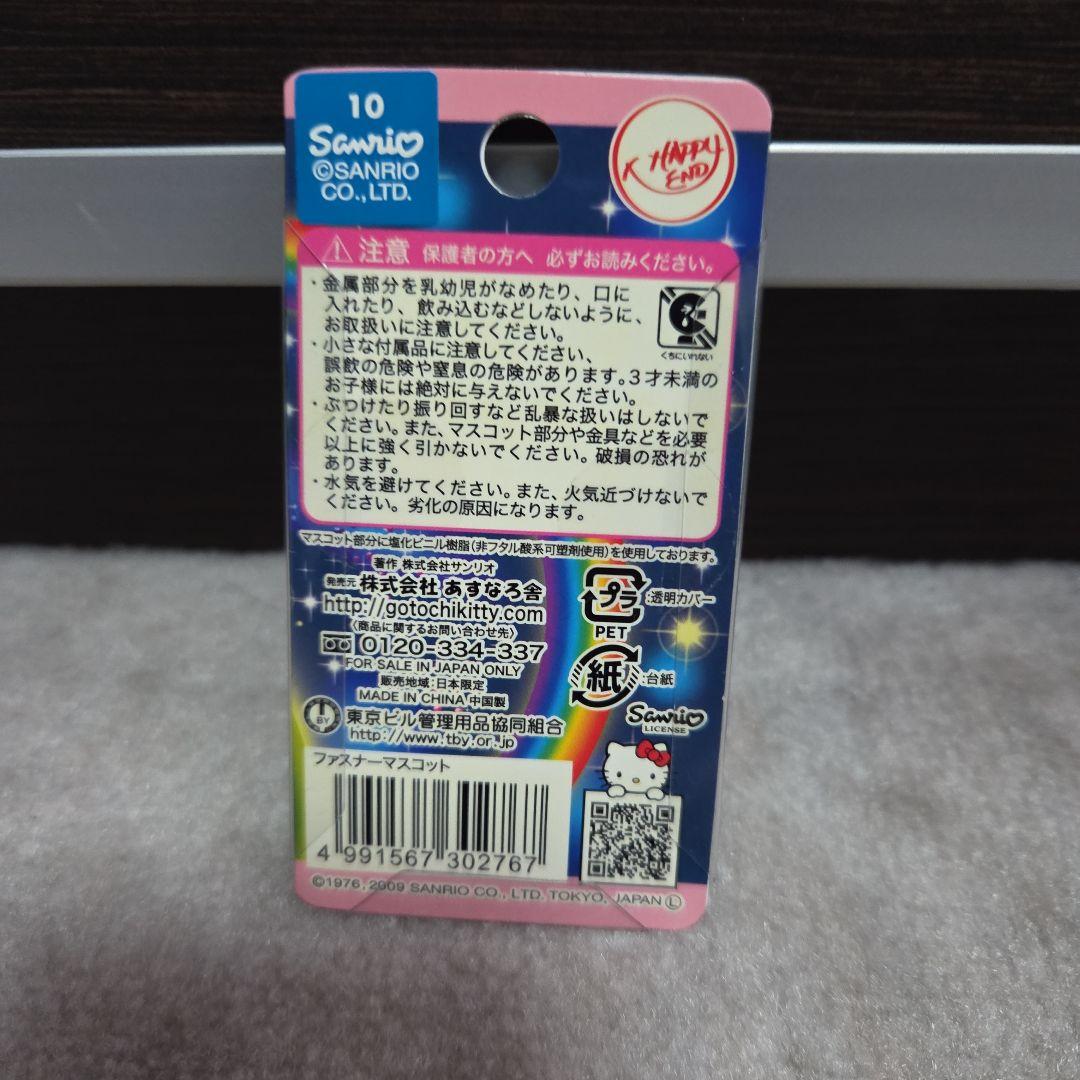 10
Sanrio
©SANRIO
CO.,LTD.
HAPPY
END
注意 保護者の方へ 必ずお読みください。
・金属部分を乳幼児がなめたり、口に
入れたり、飲み込むなどしないように、
お取扱いに注意してください。
・小さな付属品に注意してください、
誤飲の危険や窒息の危険があります。3才未満の
お子様には絶対に与えないでください。
・ぶつけたり振り回すなど乱暴な扱いはしないで
ください。また、マスコット部分や金具などを必要
以上に強く引かないでください。破損の恐れが
あります。
・水気を避けてください。また、火気近づけないで
ください。劣化の原因になります。
くちにいれない
マスコット部分に塩化ビニル樹脂(非フタル酸系可塑剤使用)を使用しております。
著作 株式会社サンリオ
発売元 株式会社 あすなろ舎
http://gotochikitty.com
〈商品に関するお問い合わせ先〉
0120-334-337
FOR SALE IN JAPAN ONLY
販売地域:日本限定
MADE IN CHINA 中国製
プラ :透明カバー
PET
紙 :台紙
Sanrio
LICENSE
TBY 東京ビル管理用品協同組合
http://www.tby.or.jp
ファスナーマスコット
4 991567 302767
©1976, 2009 SANRIO CO., LTD. TOKYO, JAPAN Ⓛ